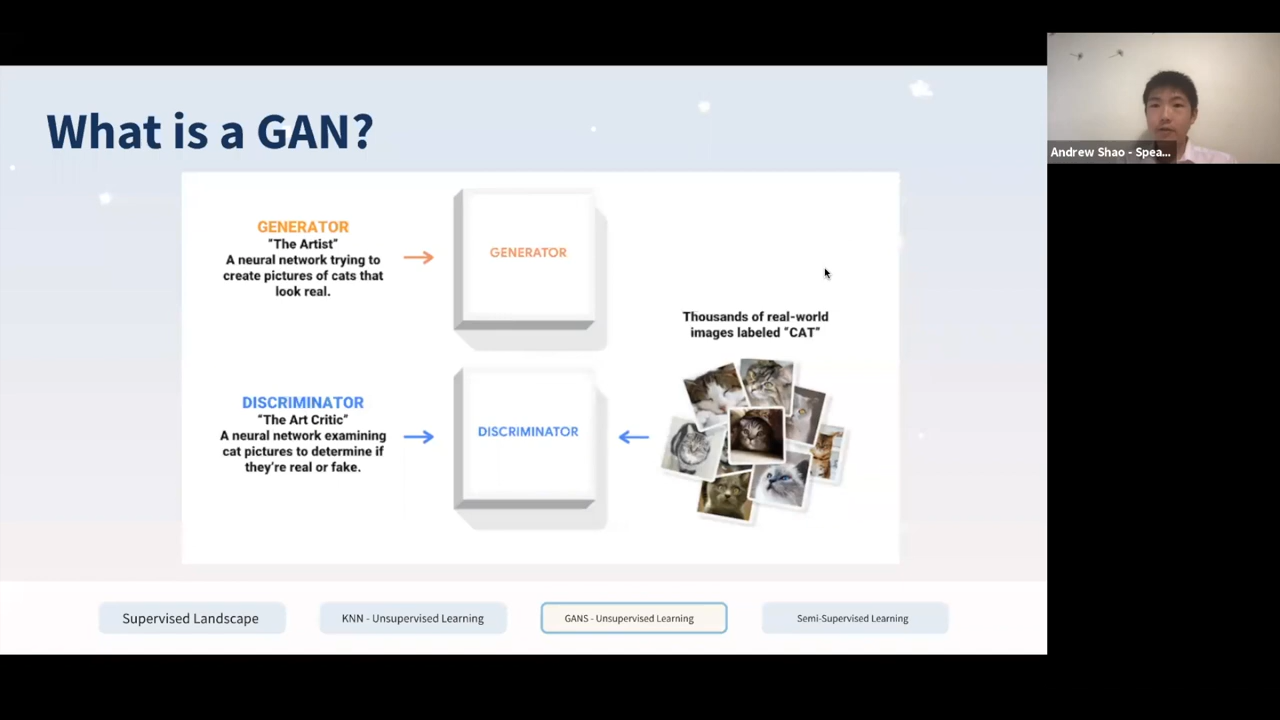 What is a GAN?
GENERATOR
“The Artist”
A neural network trying to
create pictures of cats that
look real.
GENERATOR
Thousands of real-world
images labeled “CAT”
DISCRIMINATOR
“The Art Critic”
A neural network examining
cat pictures to determine if
they’re real or fake.
DISCRIMINATOR
Supervised Landscape
KNN - Unsupervised Learning
GANS - Unsupervised Learning
Semi-Supervised Learning
Andrew Shao - Spea...